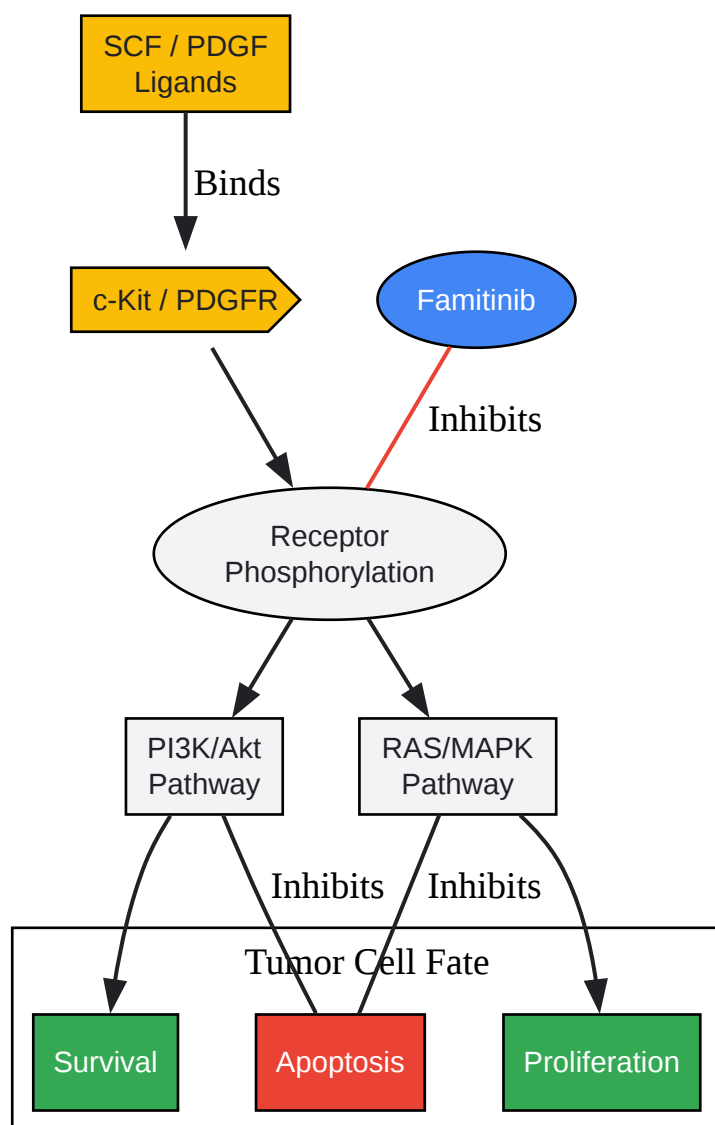 SCF / PDGF
Ligands
Binds
c-Kit / PDGFR
Famitinib
Inhibits
Receptor
Phosphorylation
PI3K/Akt
Pathway
RAS/MAPK
Pathway
Inhibits
Inhibits
Tumor Cell Fate
Survival
Apoptosis
Proliferation